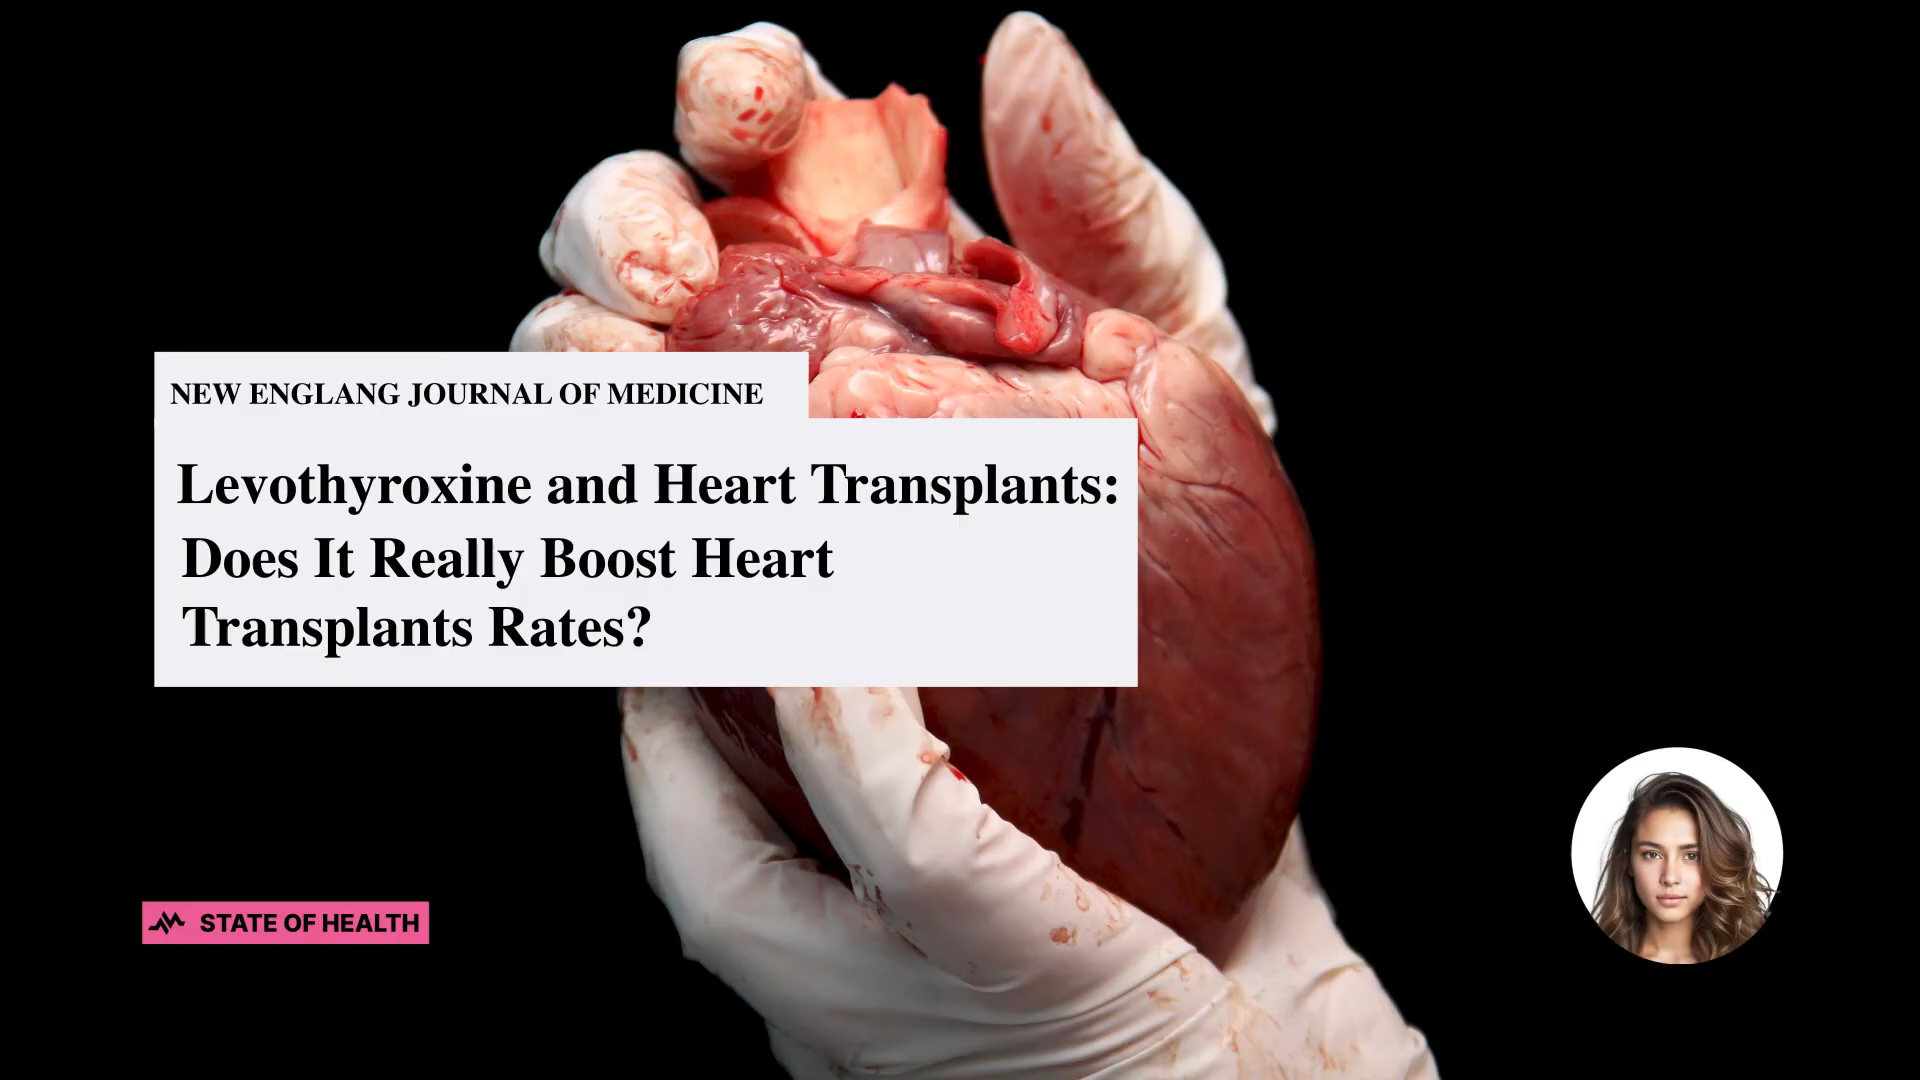 NEW ENGLANG JOURNAL OF MEDICINE
Levothyroxine and Heart Transplants:
Does It Really Boost Heart
Transplants Rates?
STATE OF HEALTH